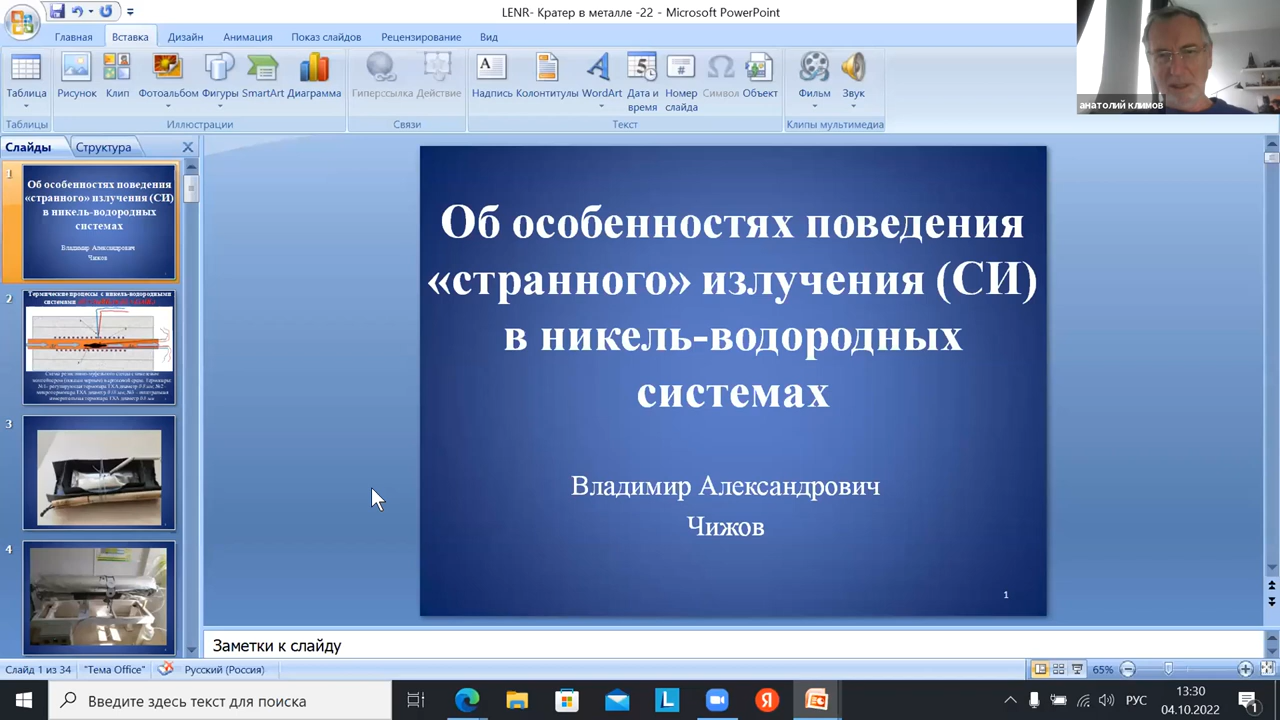 LENR- Кратер в металле -22 - Microsoft PowerPoint
Главная Вставка Дизайн Анимация Показ слайдов Рецензирование Вид
Таблица Рисунок Клип Фотоальбом Фигуры SmartArt Диаграмма Гиперссылка Действие Надпись Колонтитулы WordArt Дата и время Номер слайда Символ Объект Фильм Звук
Таблицы Иллюстрации Связи Текст Клипы мультимедиа
анатолий климов
Слайды Структура
1
Об особенностях поведения
«странного» излучения (СИ)
в никель-водородных
системах
Владимир Александрович
Чижов
2
Термические процессы с никель-водородными
системами
3
4
Об особенностях поведения
«странного» излучения (СИ)
в никель-водородных
системах
Владимир Александрович
Чижов
1
Заметки к слайду
Слайд 1 из 34 "Тема Office" Русский (Россия) 65%
Введите здесь текст для поиска
РУС
13:30
04.10.2022